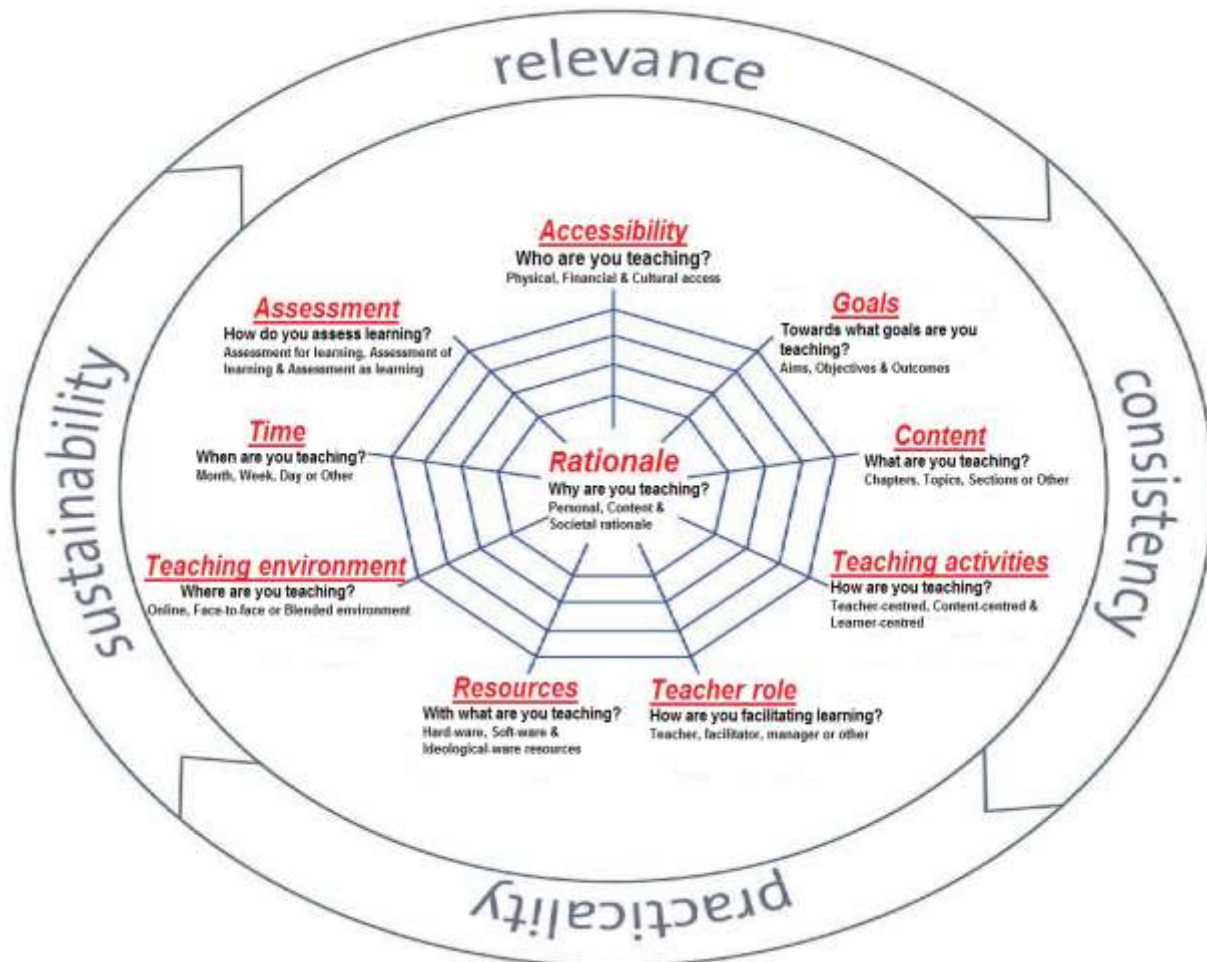 relevance
Accessibility
Who are you teaching?
Physical, Financial & Cultural access
Goals
Towards what goals are you
teaching?
Aims, Objectives & Outcomes
Content
What are you teaching?
Chapters, Topics, Sections or Other
Teaching activities
How are you teaching?
Teacher-centred, Content-centred &
Learner-centred
Teacher role
How are you facilitating learning?
Teacher, facilitator, manager or other
Resources
With what are you teaching?
Hard-ware, Soft-ware &
Ideological-ware resources
Teaching environment
Where are you teaching?
Online, Face-to-face or Blended environment
Time
When are you teaching?
Month, Week, Day or Other
Assessment
How do you assess learning?
Assessment for learning, Assessment of
learning & Assessment as learning
Rationale
Why are you teaching?
Personal, Content &
Societal rationale
consistency
practicality
sustainability